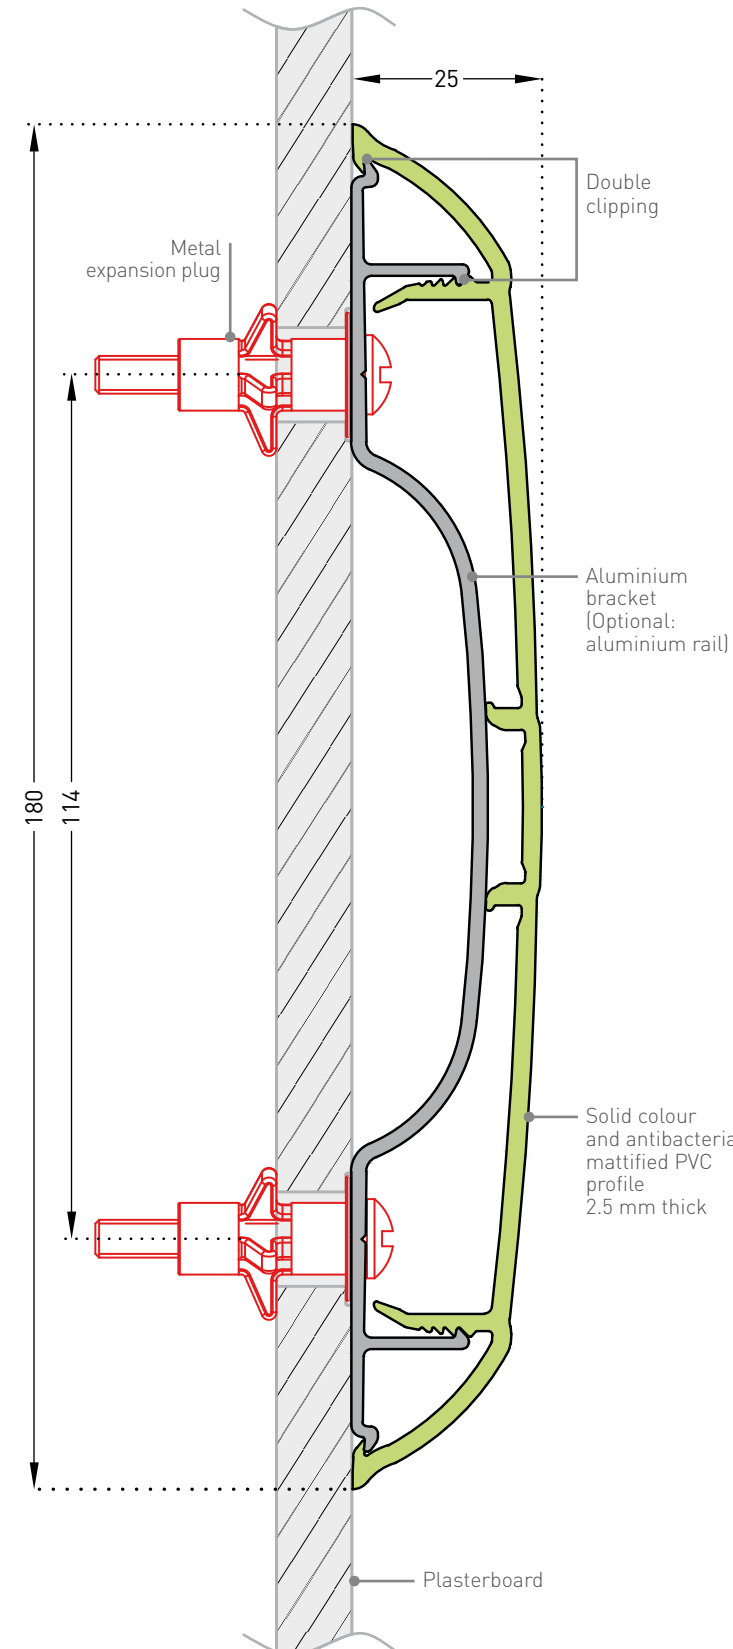 25
Double
clipping
Metal
expansion plug
Aluminium
bracket
(Optional:
aluminium rail)
180
114
Solid colour
and antibacteria
mattified PVC
profile
2.5 mm thick
Plasterboard